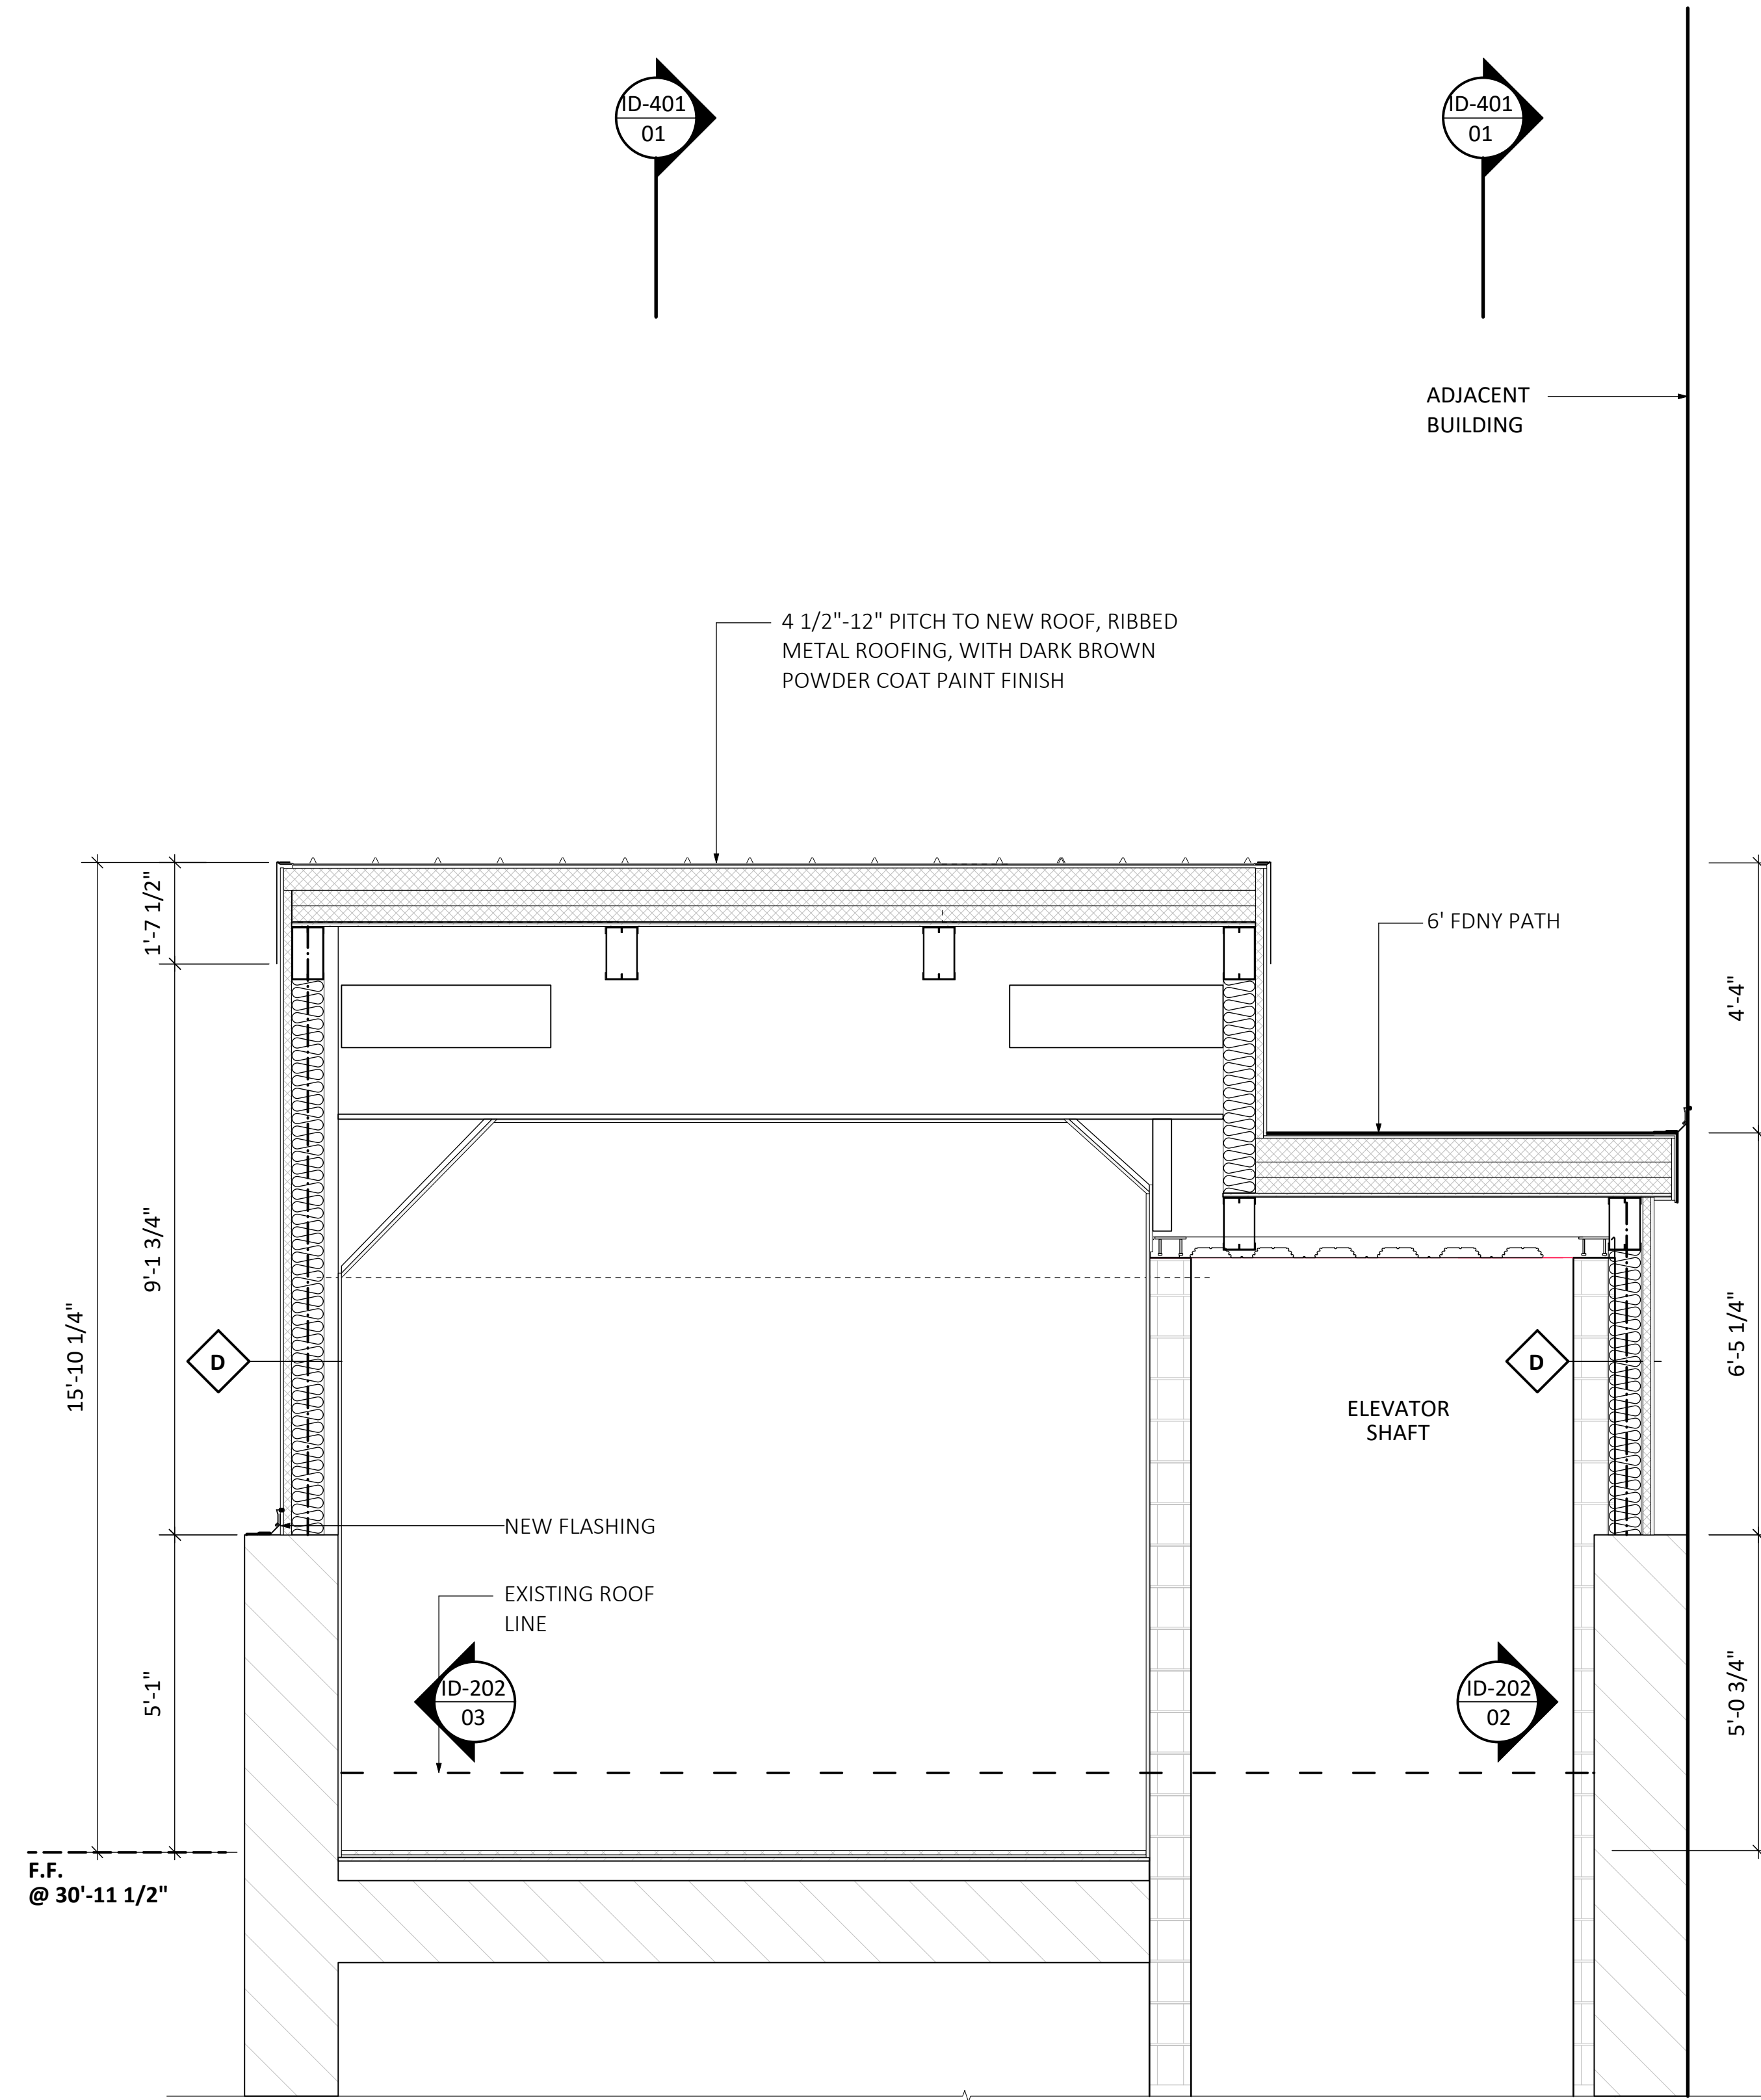 ID-401
01
ID-401
01
ADJACENT
BUILDING
4 1/2"-12" PITCH TO NEW ROOF, RIBBED
METAL ROOFING, WITH DARK BROWN
POWDER COAT PAINT FINISH
1'-7 1/2"
6' FDNY PATH
4'-4"
9'-1 3/4"
15'-10 1/4"
6'-5 1/4"
D
D
ELEVATOR
SHAFT
NEW FLASHING
EXISTING ROOF
LINE
5'-1"
ID-202
03
ID-202
02
5'-0 3/4"
F.F.
@ 30'-11 1/2"